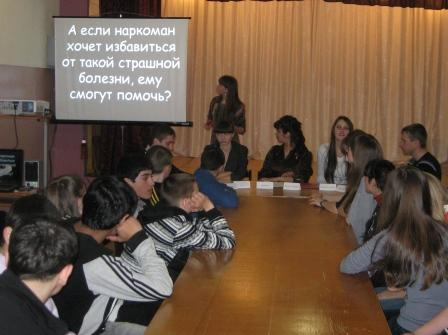 А если наркоман
хочет избавиться
от такой страшной
болезни, ему
смогут помочь?